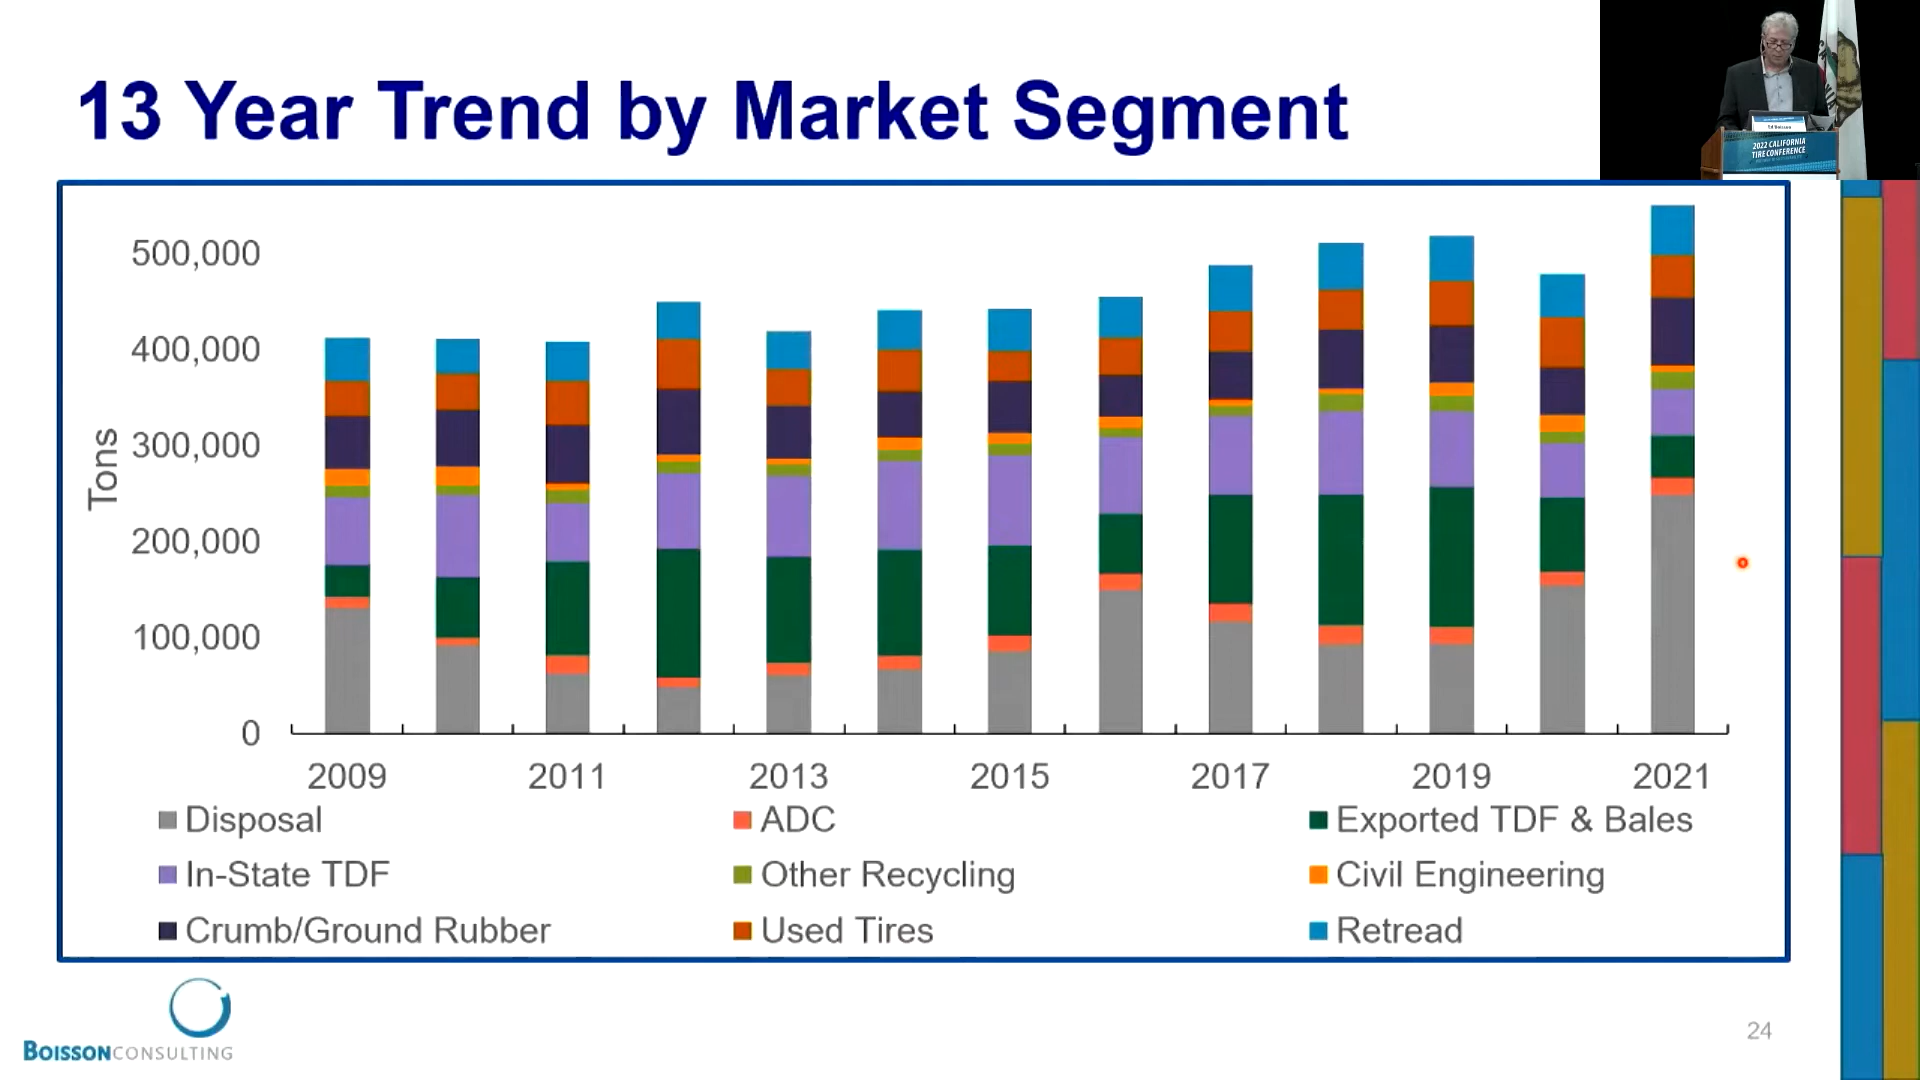 13 Year Trend by Market Segment
2022 CALIFORNIA
TIRE CONFERENCE
Tons
500,000
400,000
300,000
200,000
100,000
0
2009 2011 2013 2015 2017 2019 2021
Disposal ADC Exported TDF & Bales
In-State TDF Other Recycling Civil Engineering
Crumb/Ground Rubber Used Tires Retread
BOISSONCONSULTING
24